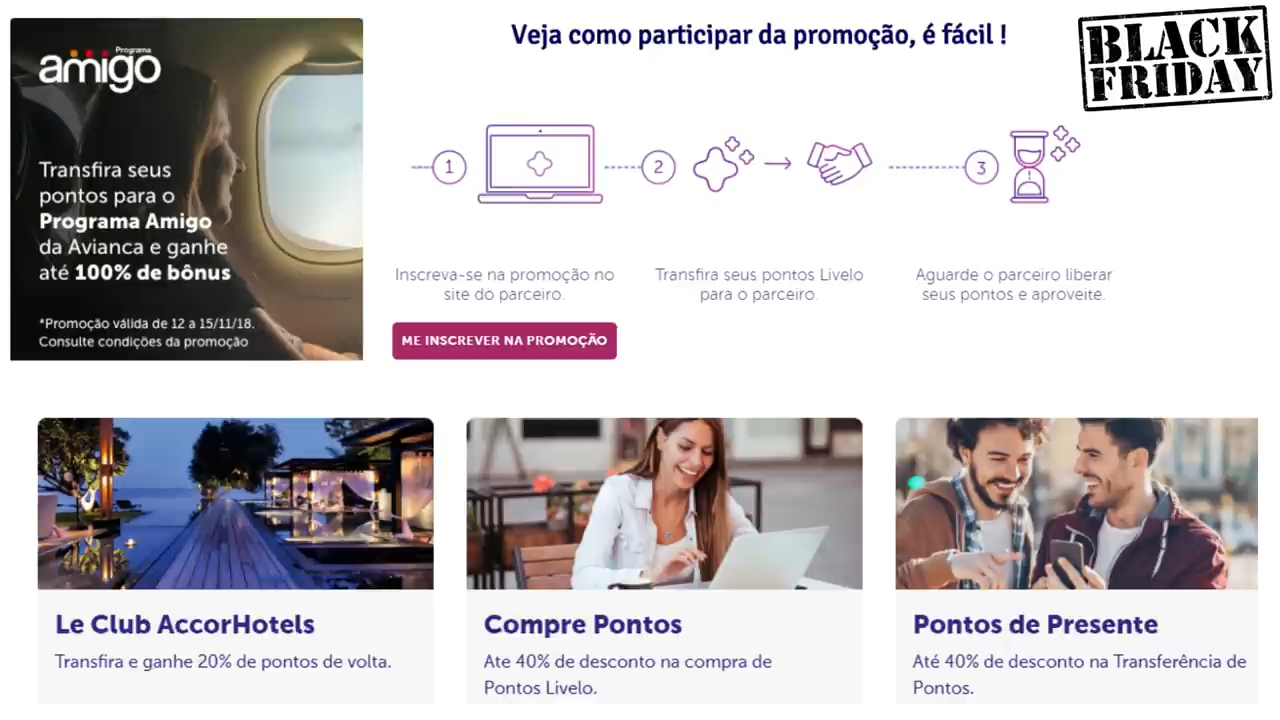 Veja como participar da promoção, é fácil !
BLACK
FRIDAY
Programa
amigo
Transfira seus
pontos para o
Programa Amigo
da Avianca e ganhe
até 100% de bônus
*Promoção válida de 12 a 15/11/18.
Consulte condições da promoção
1
2
3
Inscreva-se na promoção no
site do parceiro.
ME INSCREVER NA PROMOÇÃO
Transfira seus pontos Livelo
para o parceiro.
Aguarde o parceiro liberar
seus pontos e aproveite.
Le Club AccorHotels
Transfira e ganhe 20% de pontos de volta.
Compre Pontos
Ate 40% de desconto na compra de
Pontos Livelo.
Pontos de Presente
Até 40% de desconto na Transferência de
Pontos.